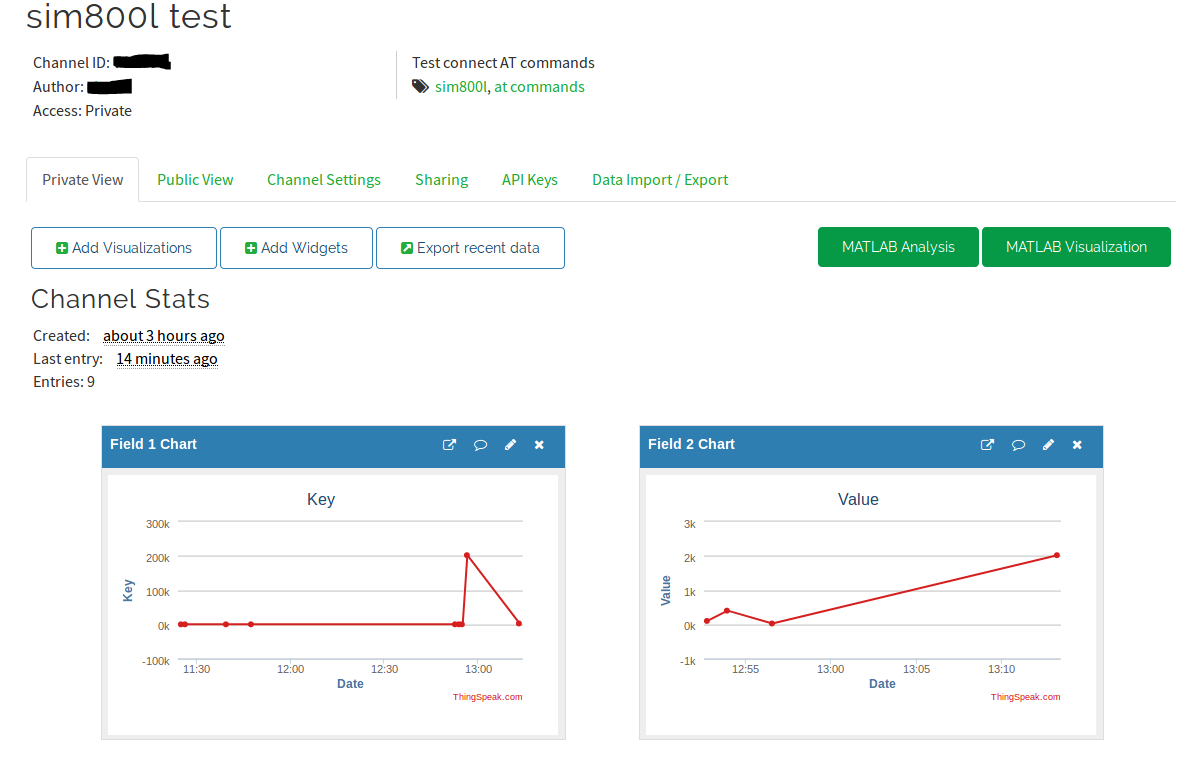 sim800l test
Channel ID:
Author:
Access: Private
Test connect AT commands
sim800l, at commands
Private View Public View Channel Settings Sharing API Keys Data Import / Export
Add Visualizations Add Widgets Export recent data MATLAB Analysis MATLAB Visualization
Channel Stats
Created: about 3 hours ago
Last entry: 14 minutes ago
Entries: 9
Field 1 Chart
Key
300k
200k
100k
0k
-100k
Key
11:30 12:00 12:30 13:00
Date
ThingSpeak.com
Field 2 Chart
Value
3k
2k
1k
0k
-1k
Value
12:55 13:00 13:05 13:10
Date
ThingSpeak.com